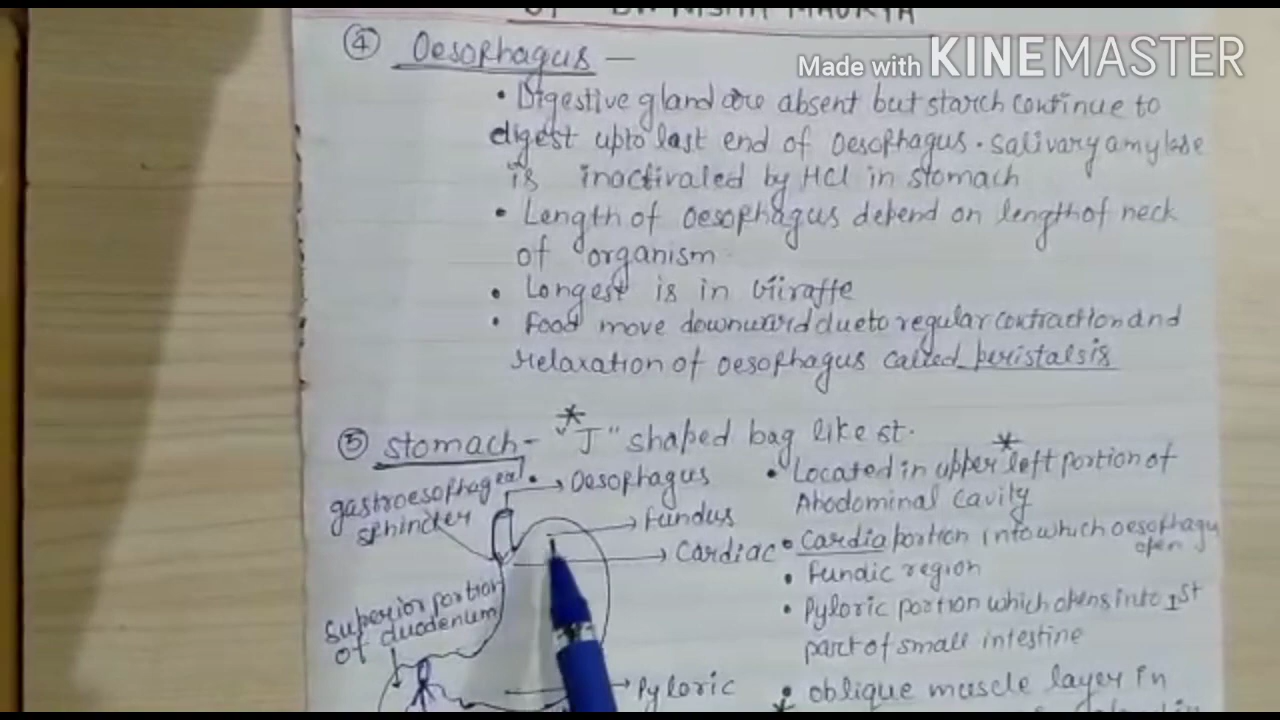 Made with KINEMASTER
④ Oesophagus —
• Digestive gland are absent but starch continue to
digest upto last end of Oesophagus. salivary amylase
is inactivated by HCl in stomach
• Length of oesophagus depend on length of neck
of organism
• Longest is in Giraffe
• Food move downward due to regular contraction and
relaxation of oesophagus called peristalsis
⑤ stomach - "J" shaped bag like st.
gastroesophageal
sphincter
• → Oesophagus
→ fundus
→ Cardiac
superior portion
of duodenum
→ Pyloric
• Located in upper left portion of
Abdominal cavity
• Cardia portion into which oesophagu
open
• Fundic region
• Pyloric portion which opens into 1st
part of small intestine
• oblique muscle layer in